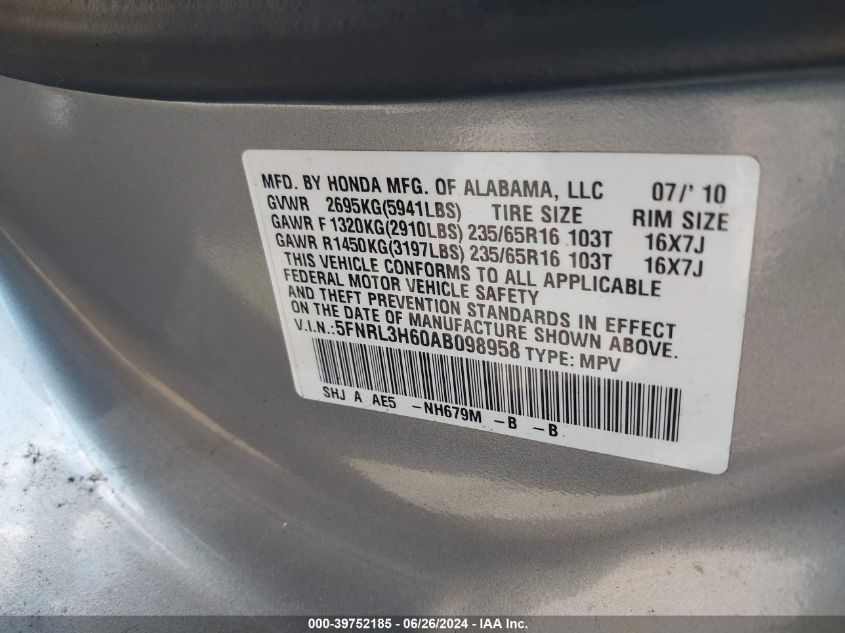 MFD. BY HONDA MFG. OF ALABAMA, LLC 07/' 10
GVWR 2695KG(5941LBS) TIRE SIZE RIM SIZE
GAWR F 1320KG(2910LBS) 235/65R16 103T 16X7J
GAWR R1450KG(3197LBS) 235/65R16 103T 16X7J
THIS VEHICLE CONFORMS TO ALL APPLICABLE
FEDERAL MOTOR VEHICLE SAFETY
AND THEFT PREVENTION STANDARDS IN EFFECT
ON THE DATE OF MANUFACTURE SHOWN ABOVE.
V.I.N.:5FNRL3H60AB098958 TYPE: MPV
SHJ A AE5 -NH679M -B -B
000-39752185 - 06/26/2024 - IAA Inc.